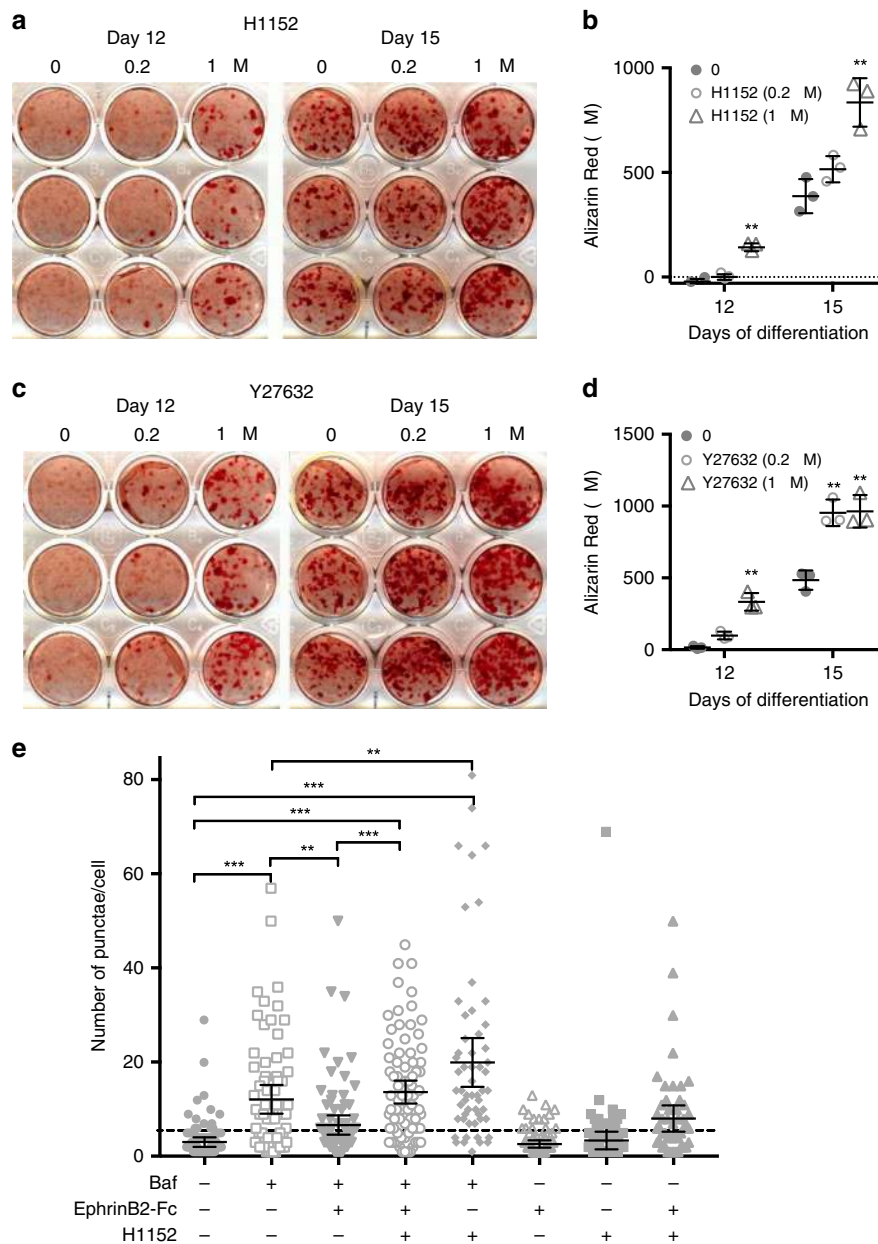 a
H1152
Day 12
Day 15
0
0.2
1 M
0
0.2
1 M
b
1000
500
0
Alizarin Red ( M)
0
H1152 (0.2 M)
H1152 (1 M)
**
**
12
15
Days of differentiation
c
Y27632
Day 12
Day 15
0
0.2
1 M
0
0.2
1 M
d
1500
1000
500
0
Alizarin Red ( M)
0
Y27632 (0.2 M)
Y27632 (1 M)
**
**
**
12
15
Days of differentiation
e
80
60
40
20
0
Number of punctae/cell
**
***
***
***
**
***
Baf – + + + + – – –
EphrinB2-Fc – – + + – + – +
H1152 – – – + + – + +